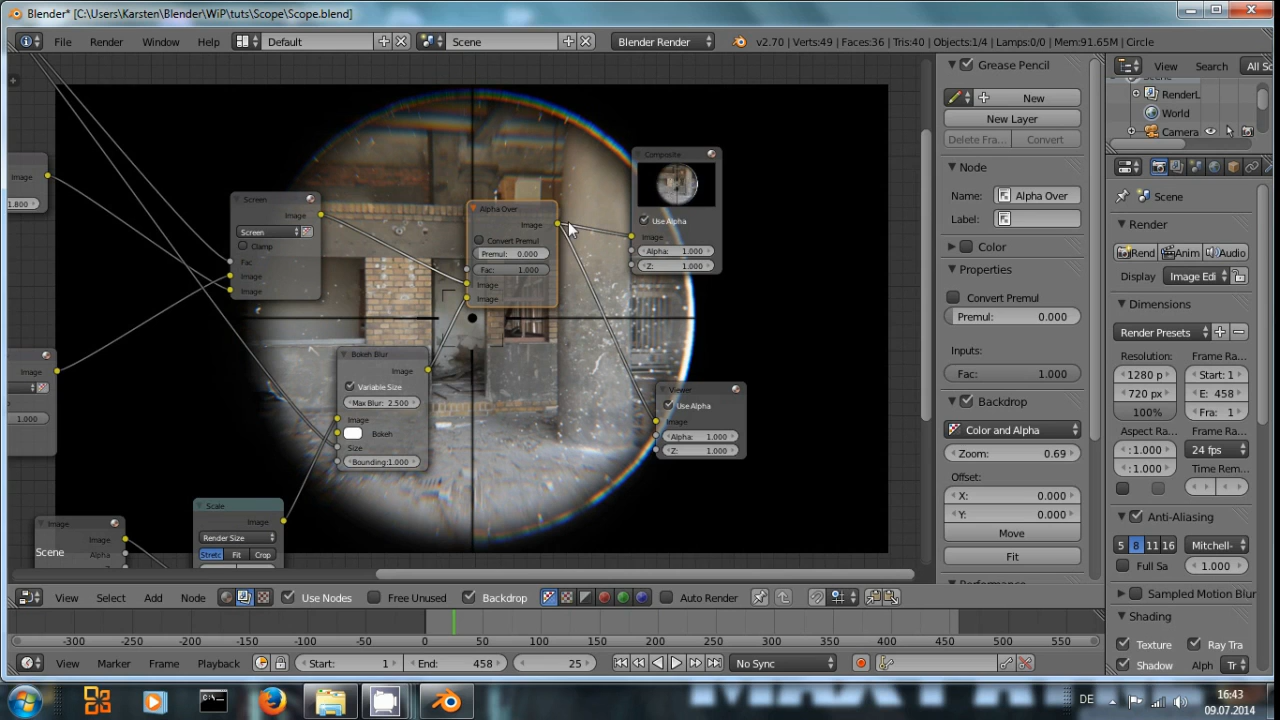 Blender* [C:\Users\Karsten\Blender\WiP\tuts\Scope\Scope.blend]
File Render Window Help Default Scene Blender Render v2.70 | Verts:49 | Faces:36 | Tris:40 | Objects:1/4 | Lamps:0/0 | Mem:91.65M | Circle
Grease Pencil
New
New Layer
Delete Fra... Convert
Node
Name: Alpha Over
Label:
Color
Properties
Convert Premul
Premul: 0.000
Inputs:
Fac: 1.000
Backdrop
Color and Alpha
Zoom: 0.69
Offset:
X: 0.000
Y: 0.000
Move
Fit
View Search All Sc
RenderL
World
Camera
Scene
Render
Rend Anim Audio
Display Image Edi
Dimensions
Render Presets
Resolution: Frame Ra...
1280 p Start: 1
720 px E: 458
100% Fra: 1
Aspect Ra... Frame Ra...
:1.000 24 fps
:1.000 Time Rem...
Anti-Aliasing
5 8 11 16 Mitchell-
Full Sa 1.000
Sampled Motion Blur
Shading
Texture Ray Tra
Shadow Alph Tr
Image
1.800
Image
1.000
Screen
Image
Screen
Clamp
Fac
Image
Image
Alpha Over
Image
Convert Premul
Premul: 0.000
Fac: 1.000
Image
Image
Composite
Use Alpha
Image
Alpha: 1.000
Z: 1.000
Bokeh Blur
Image
Variable Size
Max Blur: 2.500
Image
Bokeh
Size
Bounding:1.000
Viewer
Use Alpha
Image
Alpha: 1.000
Z: 1.000
Scale
Image
Render Size
Stretc Fit Crop
Image
Image
Alpha
Scene
View Select Add Node Use Nodes Free Unused Backdrop Auto Render
-300 -250 -200 -150 -100 -50 0 50 100 150 200 250 300 350 400 450 500 550
View Marker Frame Playback Start: 1 End: 458 25 No Sync
DE 16:43
09.07.2014